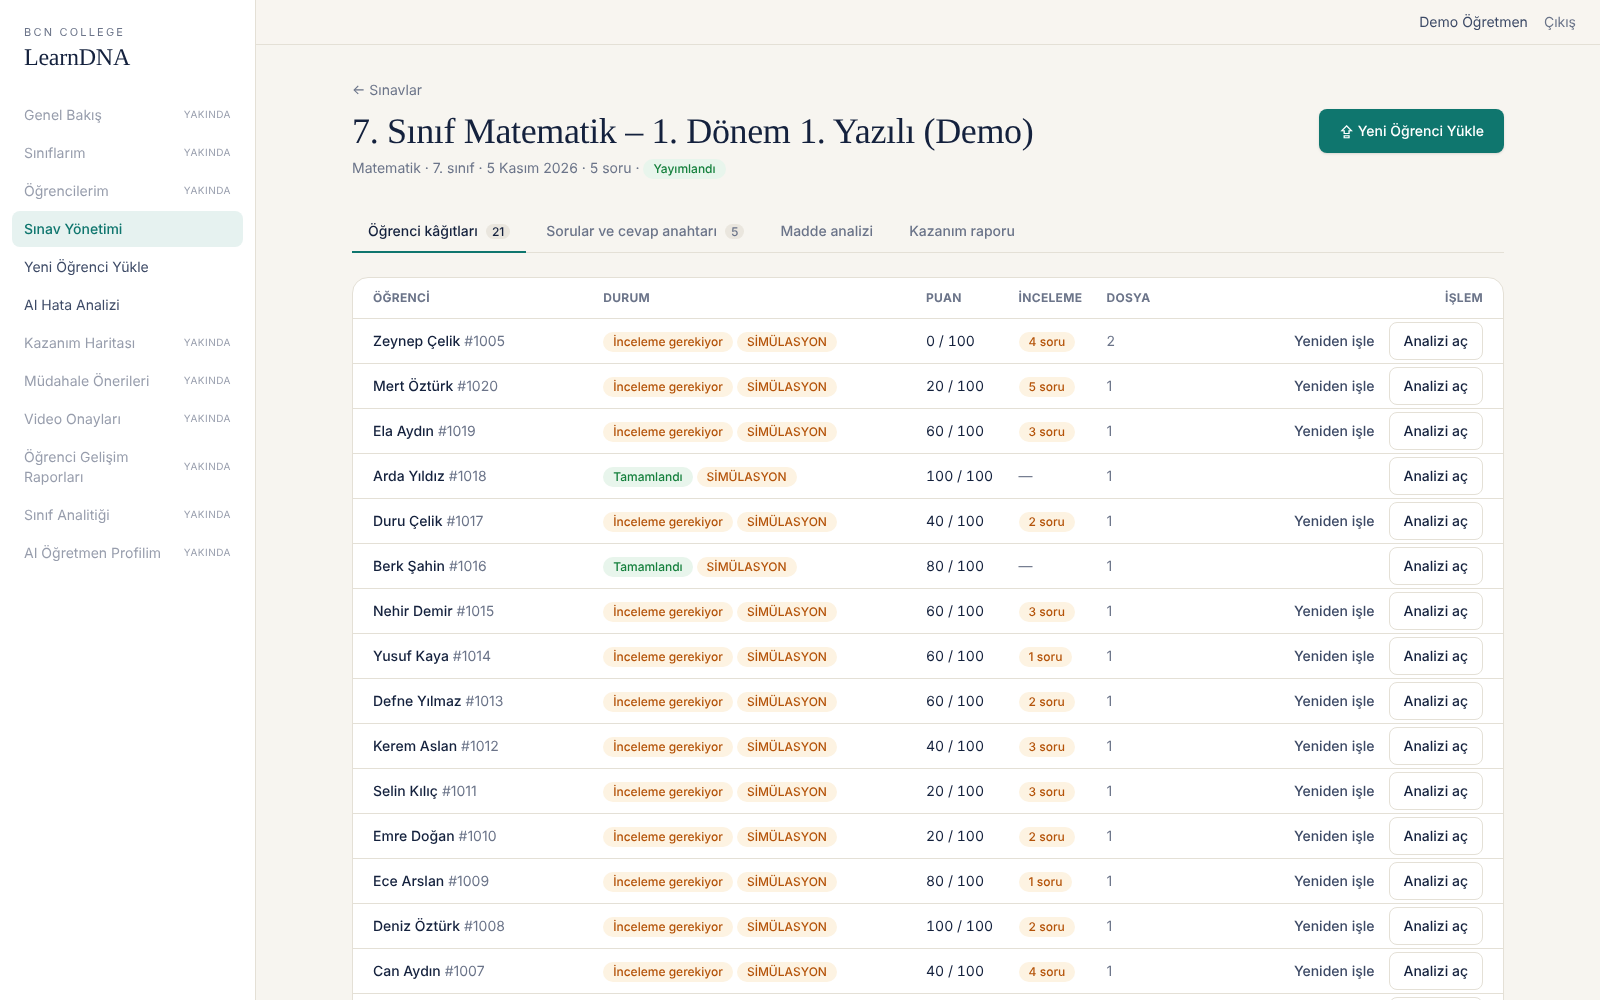 BCN COLLEGE
LearnDNA
Genel Bakış YAKINDA
Sınıflarım YAKINDA
Öğrencilerim YAKINDA
Sınav Yönetimi
Yeni Öğrenci Yükle
AI Hata Analizi
Kazanım Haritası YAKINDA
Müdahale Önerileri YAKINDA
Video Onayları YAKINDA
Öğrenci Gelişim
Raporları YAKINDA
Sınıf Analitiği YAKINDA
AI Öğretmen Profilim YAKINDA
Demo Öğretmen Çıkış
← Sınavlar
7. Sınıf Matematik – 1. Dönem 1. Yazılı (Demo)
Yeni Öğrenci Yükle
Matematik · 7. sınıf · 5 Kasım 2026 · 5 soru · Yayımlandı
Öğrenci kâğıtları 21 Sorular ve cevap anahtarı 5 Madde analizi Kazanım raporu
ÖĞRENCİ DURUM PUAN İNCELEME DOSYA İŞLEM
Zeynep Çelik #1005 İnceleme gerekiyor SİMÜLASYON 0 / 100 4 soru 2 Yeniden işle Analizi aç
Mert Öztürk #1020 İnceleme gerekiyor SİMÜLASYON 20 / 100 5 soru 1 Yeniden işle Analizi aç
Ela Aydın #1019 İnceleme gerekiyor SİMÜLASYON 60 / 100 3 soru 1 Yeniden işle Analizi aç
Arda Yıldız #1018 Tamamlandı SİMÜLASYON 100 / 100 — 1 Analizi aç
Duru Çelik #1017 İnceleme gerekiyor SİMÜLASYON 40 / 100 2 soru 1 Yeniden işle Analizi aç
Berk Şahin #1016 Tamamlandı SİMÜLASYON 80 / 100 — 1 Analizi aç
Nehir Demir #1015 İnceleme gerekiyor SİMÜLASYON 60 / 100 3 soru 1 Yeniden işle Analizi aç
Yusuf Kaya #1014 İnceleme gerekiyor SİMÜLASYON 60 / 100 1 soru 1 Yeniden işle Analizi aç
Defne Yılmaz #1013 İnceleme gerekiyor SİMÜLASYON 60 / 100 2 soru 1 Yeniden işle Analizi aç
Kerem Aslan #1012 İnceleme gerekiyor SİMÜLASYON 40 / 100 3 soru 1 Yeniden işle Analizi aç
Selin Kılıç #1011 İnceleme gerekiyor SİMÜLASYON 20 / 100 3 soru 1 Yeniden işle Analizi aç
Emre Doğan #1010 İnceleme gerekiyor SİMÜLASYON 20 / 100 2 soru 1 Yeniden işle Analizi aç
Ece Arslan #1009 İnceleme gerekiyor SİMÜLASYON 80 / 100 1 soru 1 Yeniden işle Analizi aç
Deniz Öztürk #1008 İnceleme gerekiyor SİMÜLASYON 100 / 100 2 soru 1 Yeniden işle Analizi aç
Can Aydın #1007 İnceleme gerekiyor SİMÜLASYON 40 / 100 4 soru 1 Yeniden işle Analizi aç